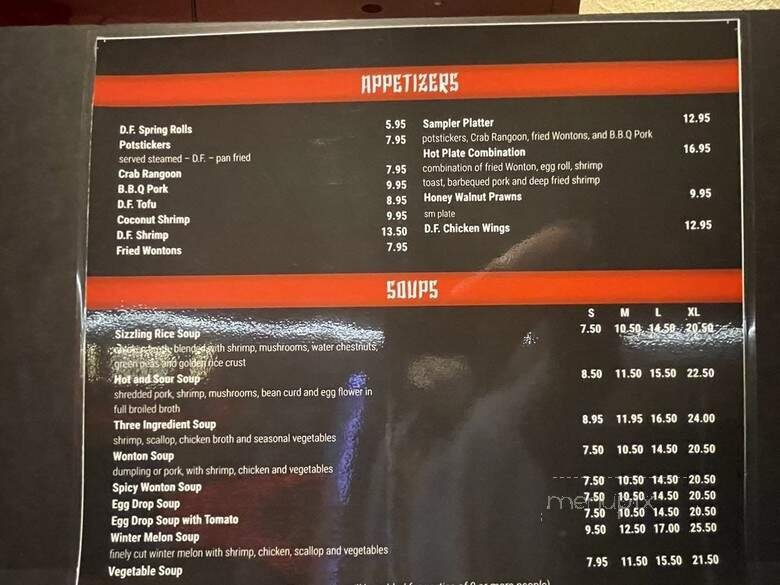 APPETIZERS
D.F. Spring Rolls 5.95
Potstickers 7.95
served steamed – D.F. – pan fried
Crab Rangoon 7.95
B.B.Q Pork 9.95
D.F. Tofu 8.95
Coconut Shrimp 9.95
D.F. Shrimp 13.50
Fried Wontons 7.95
Sampler Platter 12.95
potstickers, Crab Rangoon, fried Wontons, and B.B.Q Pork
Hot Plate Combination 16.95
combination of fried Wonton, egg roll, shrimp
toast, barbequed pork and deep fried shrimp
Honey Walnut Prawns 9.95
sm plate
D.F. Chicken Wings 12.95
SOUPS
S M L XL
Sizzling Rice Soup 7.50 10.50 14.50 20.50
blended with shrimp, mushrooms, water chestnuts,
green peas and golden rice crust
Hot and Sour Soup 8.50 11.50 15.50 22.50
shredded pork, shrimp, mushrooms, bean curd and egg flower in
full broiled broth
Three Ingredient Soup 8.95 11.95 16.50 24.00
shrimp, scallop, chicken broth and seasonal vegetables
Wonton Soup 7.50 10.50 14.50 20.50
dumpling or pork, with shrimp, chicken and vegetables
Spicy Wonton Soup 7.50 10.50 14.50 20.50
Egg Drop Soup 7.50 10.50 14.50 20.50
Egg Drop Soup with Tomato 7.50 10.50 14.50 20.50
Winter Melon Soup 9.50 12.50 17.00 25.50
finely cut winter melon with shrimp, chicken, scallop and vegetables
Vegetable Soup 7.95 11.50 15.50 21.50
menupix